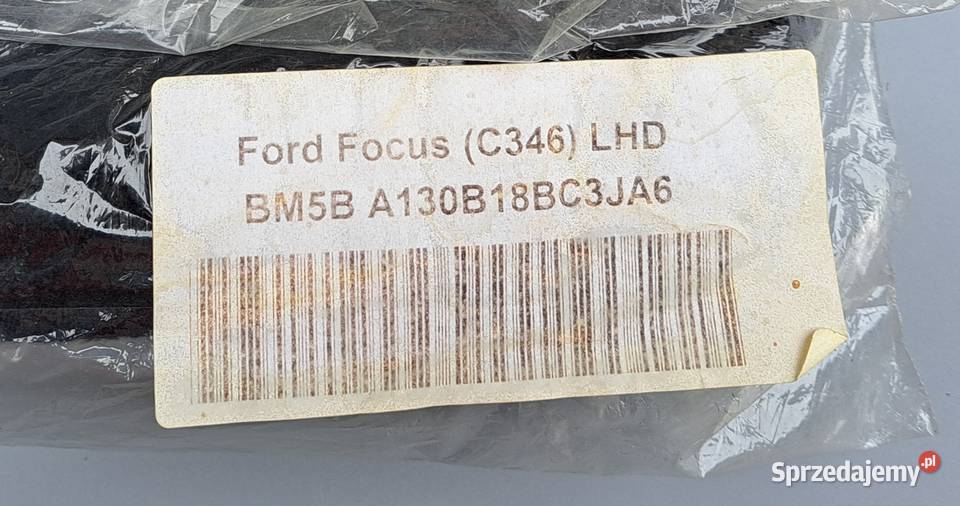 Ford Focus (C346) LHD
BM5B A130B18BC3JA6
Sprzedajemy.pl